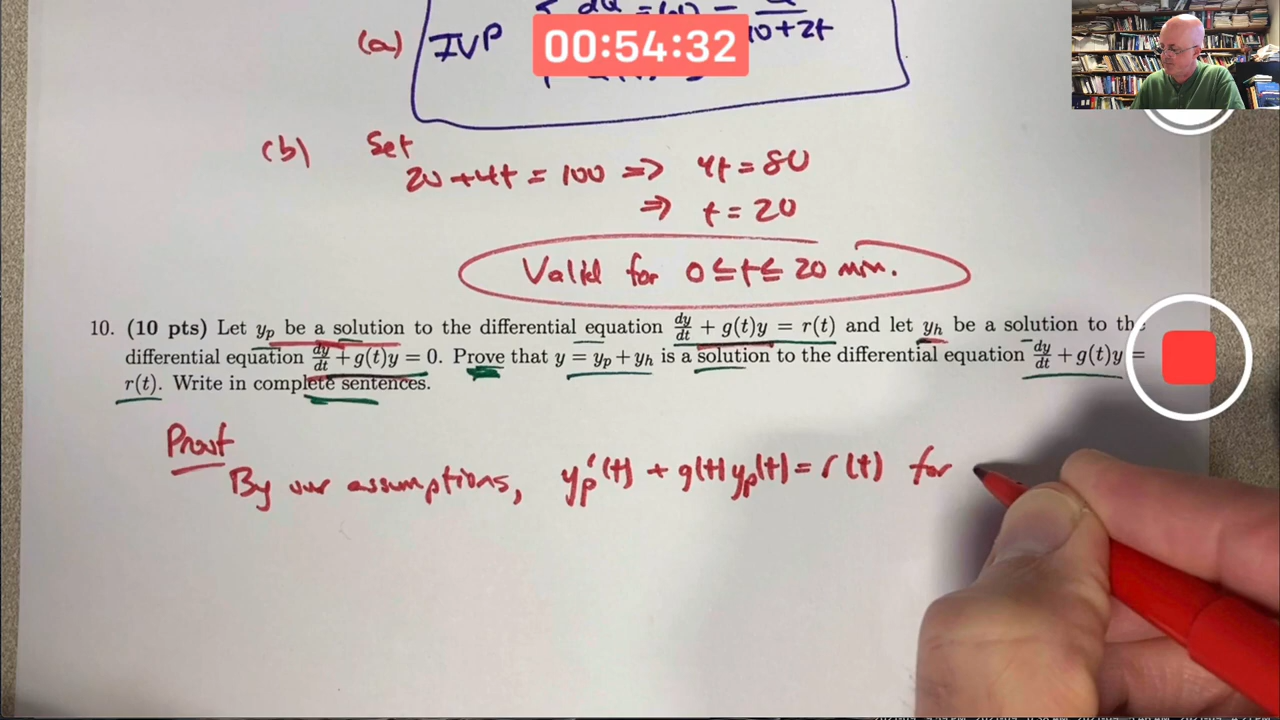 (a) IVP
00:54:32
10+2t
(b) Set
20+4t = 100 => 4t = 80
=> t = 20
Valid for 0 ≤ t ≤ 20 min.
10. (10 pts) Let y_p be a solution to the differential equation dy/dt + g(t)y = r(t) and let y_h be a solution to the
differential equation dy/dt + g(t)y = 0. Prove that y = y_p + y_h is a solution to the differential equation dy/dt + g(t)y =
r(t). Write in complete sentences.
Proof
By our assumptions, y_p'(t) + g(t) y_p(t) = r(t) for